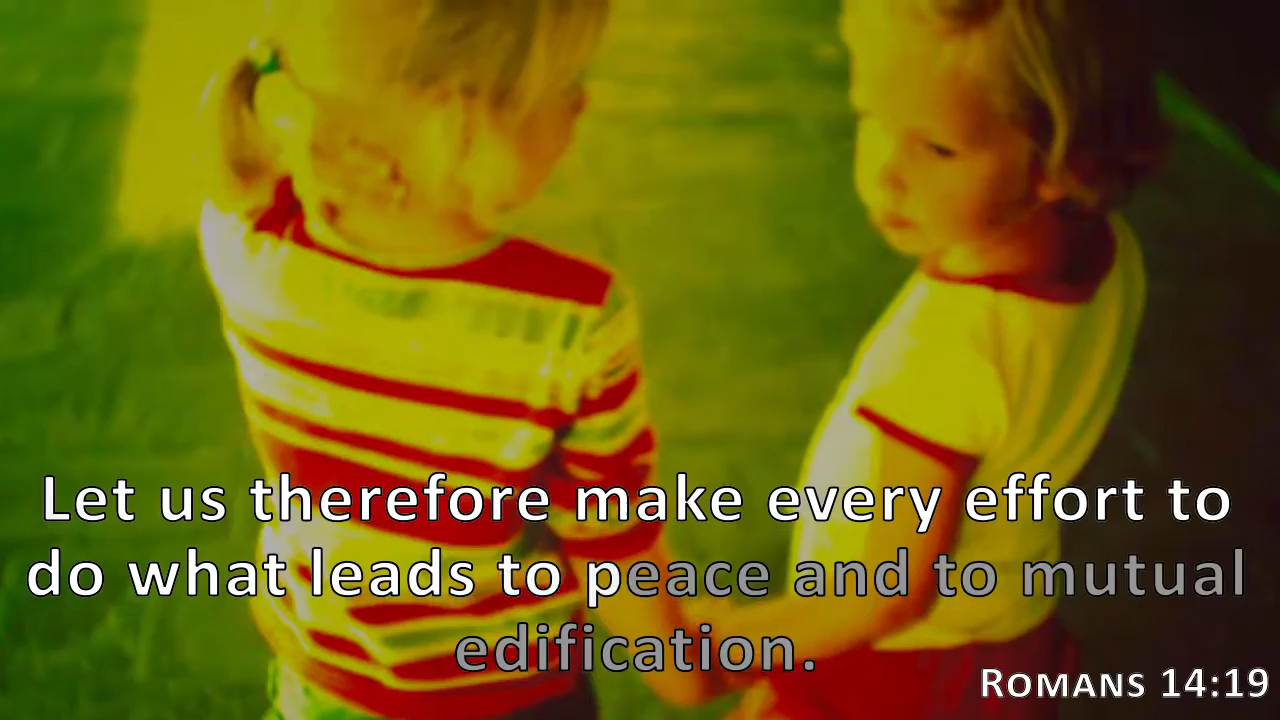 Let us therefore make every effort to
do what leads to peace and to mutual
edification.
Romans 14:19